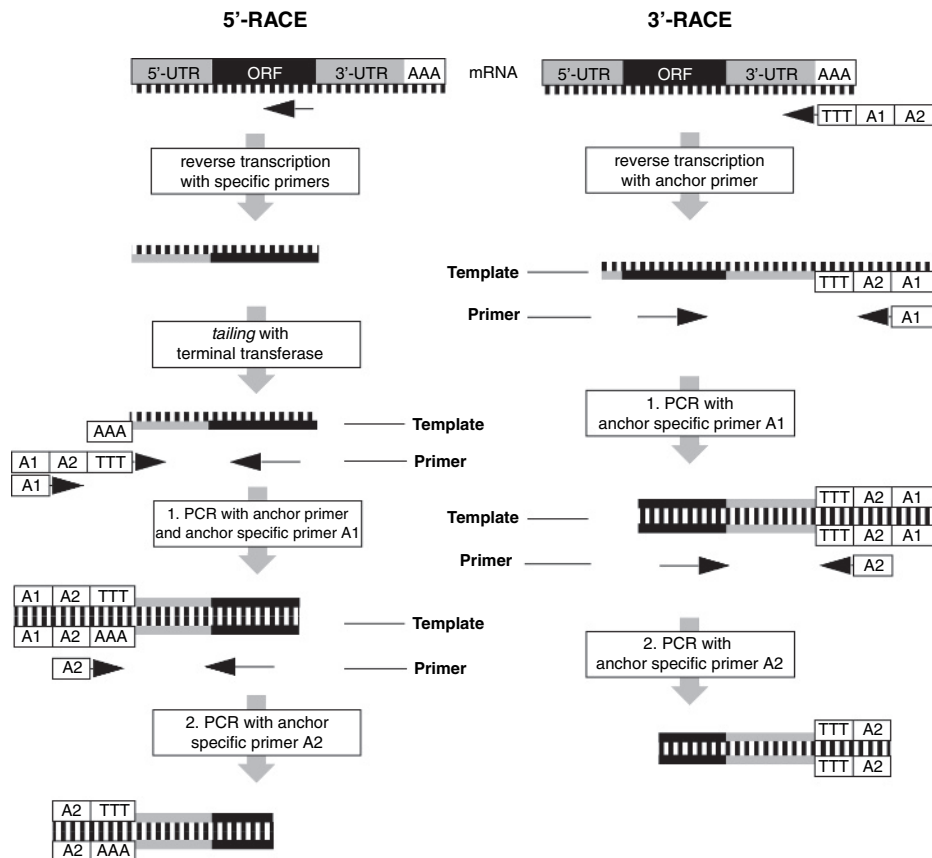 5’-RACE
3’-RACE
5’-UTR ORF 3’-UTR AAA
mRNA
5’-UTR ORF 3’-UTR AAA
TTT A1 A2
reverse transcription
with specific primers
reverse transcription
with anchor primer
Template
TTT A2 A1
Primer
A1
tailing with
terminal transferase
1. PCR with
anchor specific primer A1
AAA
Template
A1 A2 TTT
Primer
A1
1. PCR with anchor primer
and anchor specific primer A1
TTT A2 A1
Template
TTT A2 A1
Primer
A2
A1 A2 TTT
A1 A2 AAA
Template
A2
Primer
2. PCR with
anchor specific primer A2
2. PCR with anchor
specific primer A2
TTT A2
TTT A2
A2 TTT
A2 AAA